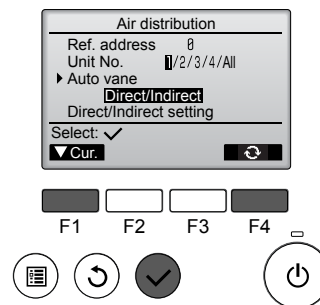 Air distribution
Ref. address 0
Unit No. 1/2/3/4/All
Auto vane
Direct/Indirect
Direct/Indirect setting
Select:
Cur.
F1 F2 F3 F4